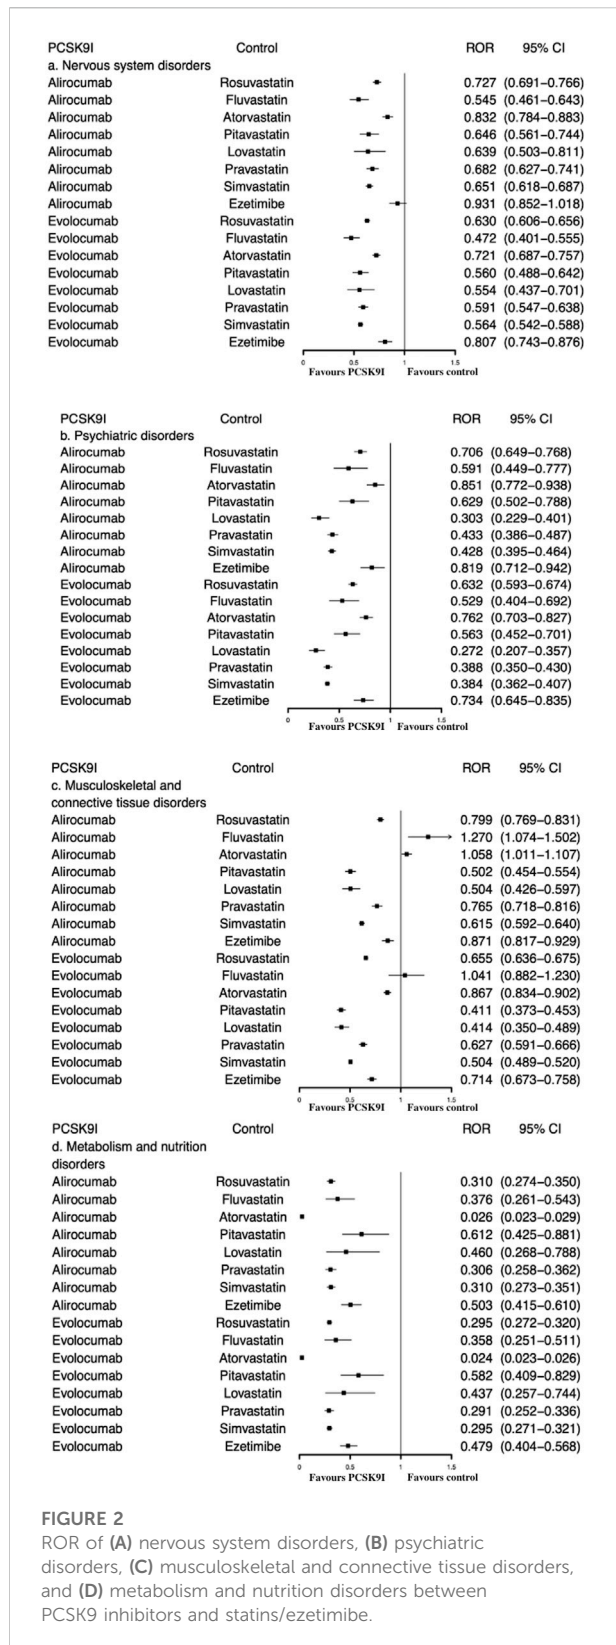 PCSK9I Control ROR 95% CI
a. Nervous system disorders
Alirocumab Rosuvastatin 0.727 (0.691–0.766)
Alirocumab Fluvastatin 0.545 (0.461–0.643)
Alirocumab Atorvastatin 0.832 (0.784–0.883)
Alirocumab Pitavastatin 0.646 (0.561–0.744)
Alirocumab Lovastatin 0.639 (0.503–0.811)
Alirocumab Pravastatin 0.682 (0.627–0.741)
Alirocumab Simvastatin 0.651 (0.618–0.687)
Alirocumab Ezetimibe 0.931 (0.852–1.018)
Evolocumab Rosuvastatin 0.630 (0.606–0.656)
Evolocumab Fluvastatin 0.472 (0.401–0.555)
Evolocumab Atorvastatin 0.721 (0.687–0.757)
Evolocumab Pitavastatin 0.560 (0.488–0.642)
Evolocumab Lovastatin 0.554 (0.437–0.701)
Evolocumab Pravastatin 0.591 (0.547–0.638)
Evolocumab Simvastatin 0.564 (0.542–0.588)
Evolocumab Ezetimibe 0.807 (0.743–0.876)
0 0.5 1 1.5
Favours PCSK9I Favours control
PCSK9I Control ROR 95% CI
b. Psychiatric disorders
Alirocumab Rosuvastatin 0.706 (0.649–0.768)
Alirocumab Fluvastatin 0.591 (0.449–0.777)
Alirocumab Atorvastatin 0.851 (0.772–0.938)
Alirocumab Pitavastatin 0.629 (0.502–0.788)
Alirocumab Lovastatin 0.303 (0.229–0.401)
Alirocumab Pravastatin 0.433 (0.386–0.487)
Alirocumab Simvastatin 0.428 (0.395–0.464)
Alirocumab Ezetimibe 0.819 (0.712–0.942)
Evolocumab Rosuvastatin 0.632 (0.593–0.674)
Evolocumab Fluvastatin 0.529 (0.404–0.692)
Evolocumab Atorvastatin 0.762 (0.703–0.827)
Evolocumab Pitavastatin 0.563 (0.452–0.701)
Evolocumab Lovastatin 0.272 (0.207–0.357)
Evolocumab Pravastatin 0.388 (0.350–0.430)
Evolocumab Simvastatin 0.384 (0.362–0.407)
Evolocumab Ezetimibe 0.734 (0.645–0.835)
0 0.5 1 1.5
Favours PCSK9I Favours control
PCSK9I Control ROR 95% CI
c. Musculoskeletal and
connective tissue disorders
Alirocumab Rosuvastatin 0.799 (0.769–0.831)
Alirocumab Fluvastatin 1.270 (1.074–1.502)
Alirocumab Atorvastatin 1.058 (1.011–1.107)
Alirocumab Pitavastatin 0.502 (0.454–0.554)
Alirocumab Lovastatin 0.504 (0.426–0.597)
Alirocumab Pravastatin 0.765 (0.718–0.816)
Alirocumab Simvastatin 0.615 (0.592–0.640)
Alirocumab Ezetimibe 0.871 (0.817–0.929)
Evolocumab Rosuvastatin 0.655 (0.636–0.675)
Evolocumab Fluvastatin 1.041 (0.882–1.230)
Evolocumab Atorvastatin 0.867 (0.834–0.902)
Evolocumab Pitavastatin 0.411 (0.373–0.453)
Evolocumab Lovastatin 0.414 (0.350–0.489)
Evolocumab Pravastatin 0.627 (0.591–0.666)
Evolocumab Simvastatin 0.504 (0.489–0.520)
Evolocumab Ezetimibe 0.714 (0.673–0.758)
0 0.5 1 1.5
Favours PCSK9I Favours control
PCSK9I Control ROR 95% CI
d. Metabolism and nutrition
disorders
Alirocumab Rosuvastatin 0.310 (0.274–0.350)
Alirocumab Fluvastatin 0.376 (0.261–0.543)
Alirocumab Atorvastatin 0.026 (0.023–0.029)
Alirocumab Pitavastatin 0.612 (0.425–0.881)
Alirocumab Lovastatin 0.460 (0.268–0.788)
Alirocumab Pravastatin 0.306 (0.258–0.362)
Alirocumab Simvastatin 0.310 (0.273–0.351)
Alirocumab Ezetimibe 0.503 (0.415–0.610)
Evolocumab Rosuvastatin 0.295 (0.272–0.320)
Evolocumab Fluvastatin 0.358 (0.251–0.511)
Evolocumab Atorvastatin 0.024 (0.023–0.026)
Evolocumab Pitavastatin 0.582 (0.409–0.829)
Evolocumab Lovastatin 0.437 (0.257–0.744)
Evolocumab Pravastatin 0.291 (0.252–0.336)
Evolocumab Simvastatin 0.295 (0.271–0.321)
Evolocumab Ezetimibe 0.479 (0.404–0.568)
0 0.5 1 1.5
Favours PCSK9I Favours control
FIGURE 2
ROR of (A) nervous system disorders, (B) psychiatric
disorders, (C) musculoskeletal and connective tissue disorders,
and (D) metabolism and nutrition disorders between
PCSK9 inhibitors and statins/ezetimibe.